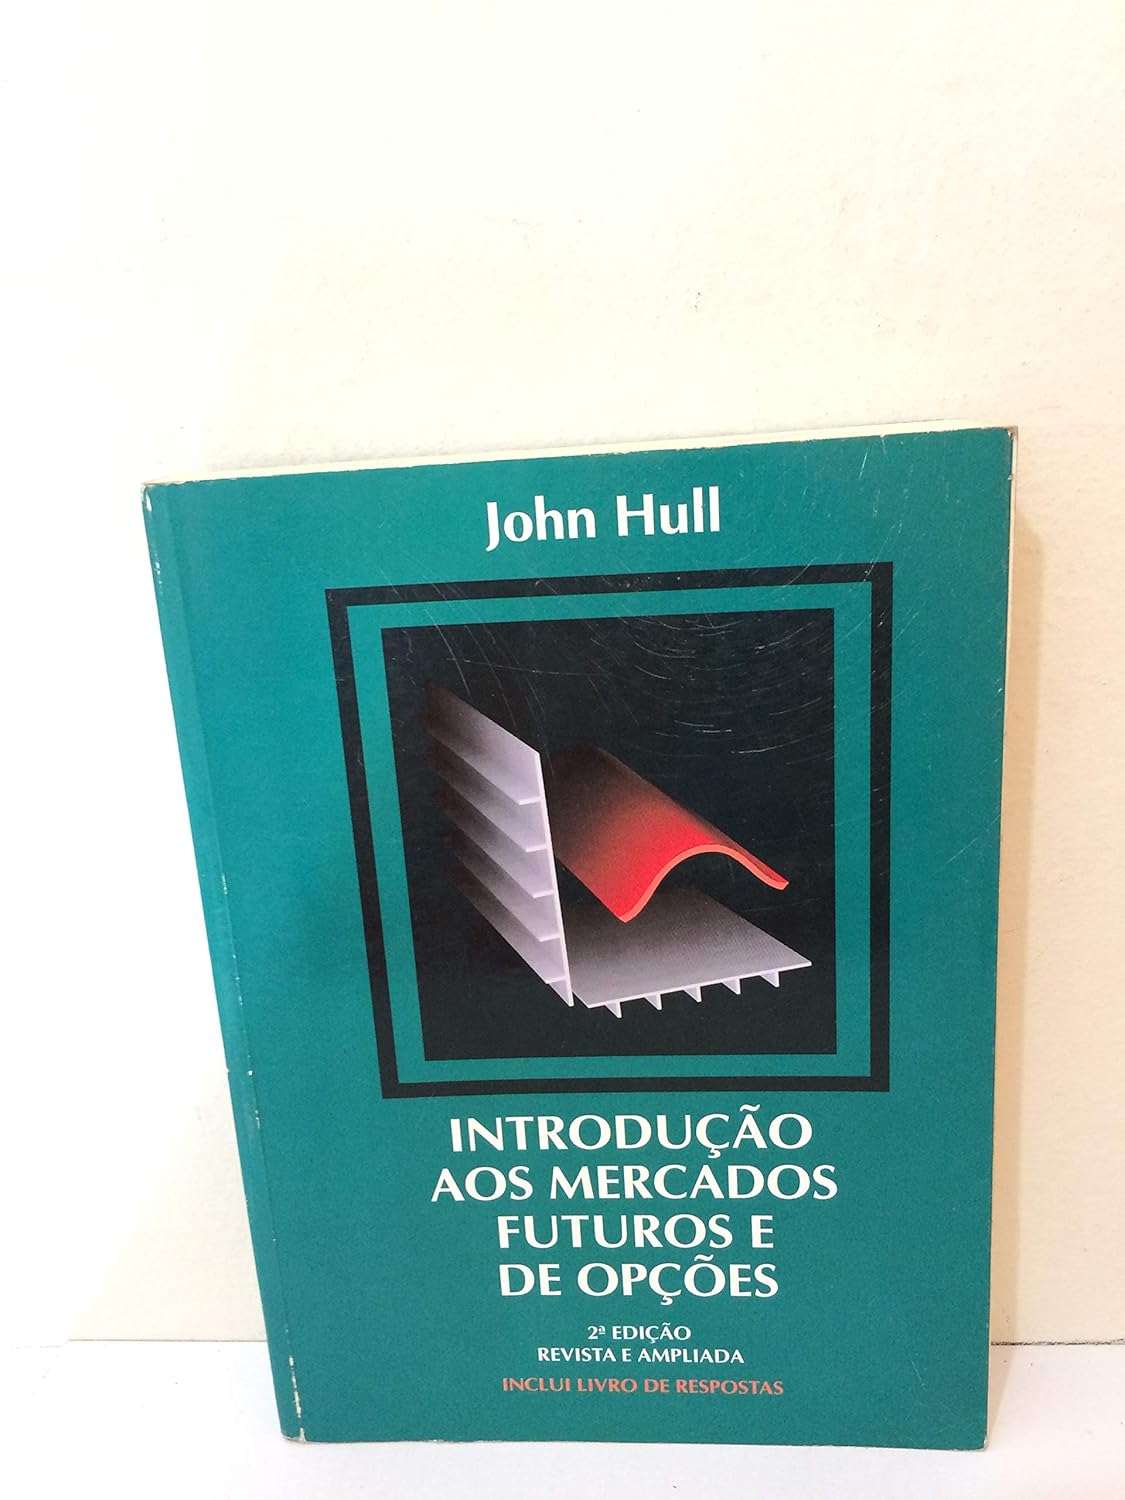 John Hull
INTRODUÇÃO
AOS MERCADOS
FUTUROS E
DE OPÇÕES
2ª EDIÇÃO
REVISTA E AMPLIADA
INCLUI LIVRO DE RESPOSTAS